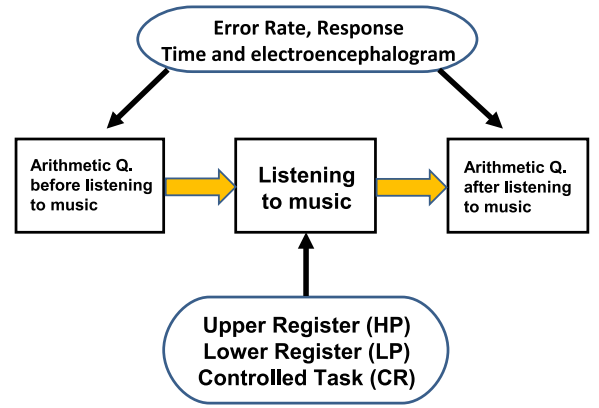 Error Rate, Response
Time and electroencephalogram
Arithmetic Q.
before listening
to music
Listening
to music
Arithmetic Q.
after listening
to music
Upper Register (HP)
Lower Register (LP)
Controlled Task (CR)